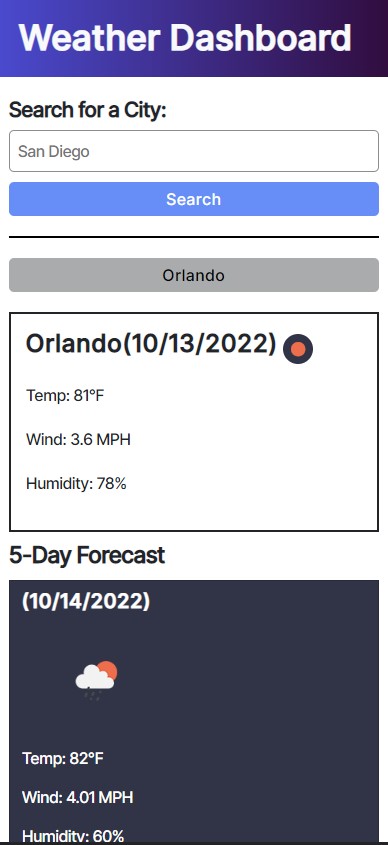 Weather Dashboard
Search for a City:
San Diego
Search
Orlando
Orlando(10/13/2022)
Temp: 81°F
Wind: 3.6 MPH
Humidity: 78%
5-Day Forecast
(10/14/2022)
Temp: 82°F
Wind: 4.01 MPH
Humidity: 60%